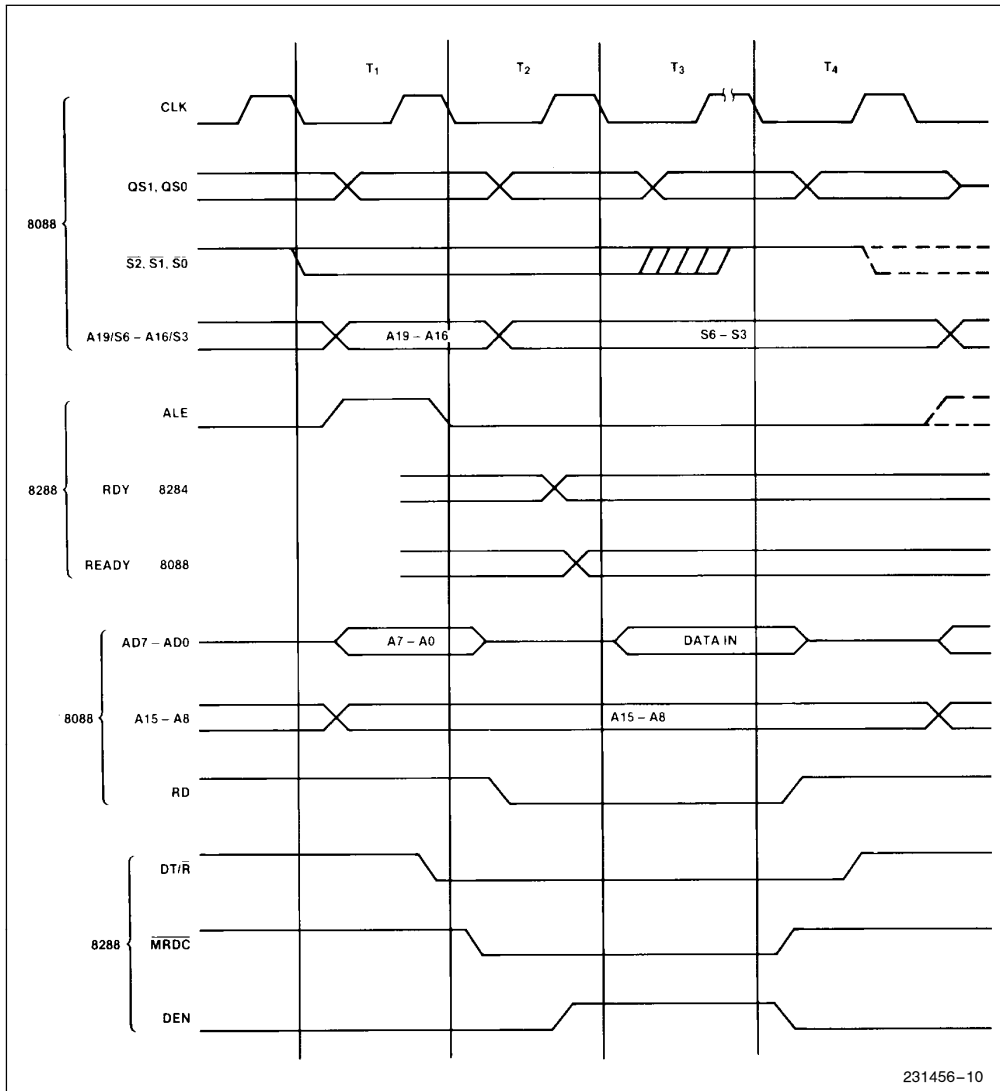 T1 T2 T3 T4
CLK
QS1, QS0
8088
S̅2̅, S̅1̅, S̅0̅
A19/S6 – A16/S3 A19 – A16 S6 – S3
ALE
8288 RDY 8284
READY 8088
AD7 – AD0 A7 – A0 DATA IN
8088 A15 – A8 A15 – A8
RD
DT/R̅
8288 M̅R̅D̅C̅
DEN
231456–10